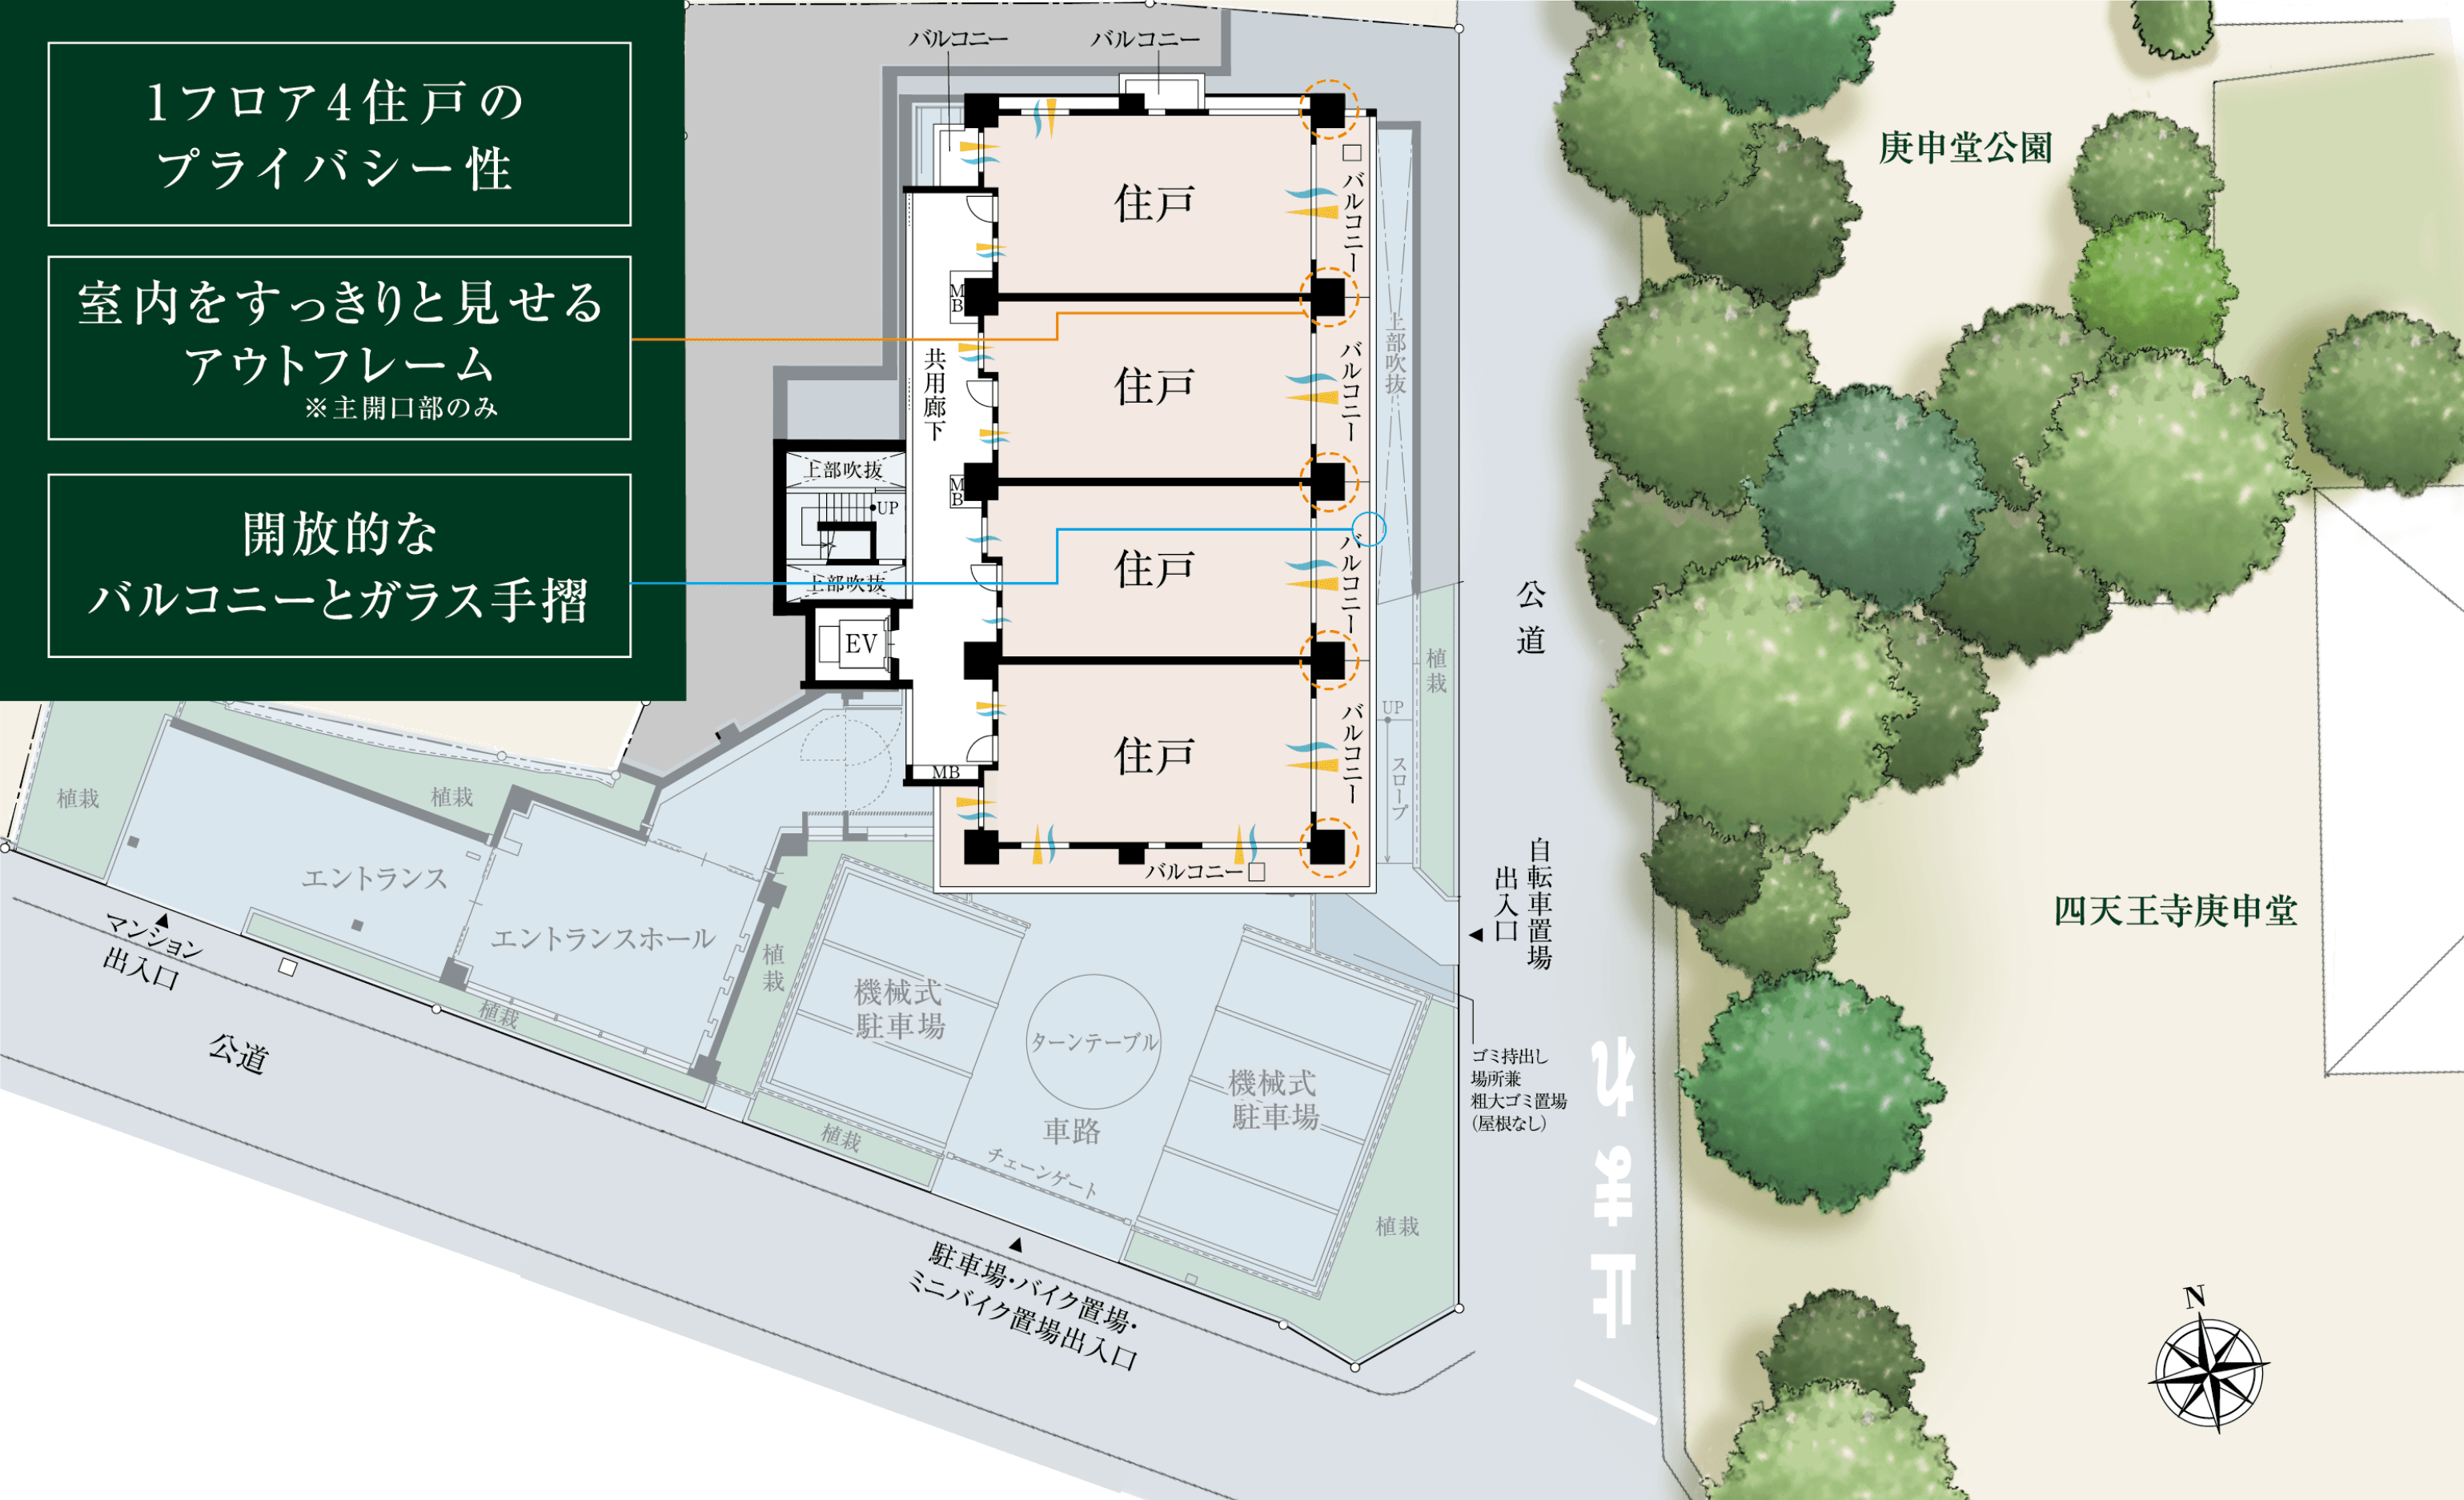 1フロア4住戸の
プライバシー性
室内をすっきりと見せる
アウトフレーム
※主開口部のみ
開放的な
バルコニーとガラス手摺
バルコニー
バルコニー
住戸
バルコニー
住戸
バルコニー
住戸
バルコニー
住戸
バルコニー
バルコニー
共用廊下
MB
MB
MB
上部吹抜
UP
上部吹抜
EV
上部吹抜
植栽
UP
スロープ
公道
自転車置場
出入口
ゴミ持出し
場所兼
粗大ゴミ置場
(屋根なし)
止まれ
庚申堂公園
四天王寺庚申堂
N
植栽
植栽
エントランス
エントランスホール
マンション
出入口
植栽
植栽
公道
機械式
駐車場
ターンテーブル
車路
機械式
駐車場
植栽
チェーンゲート
植栽
駐車場・バイク置場・
ミニバイク置場出入口